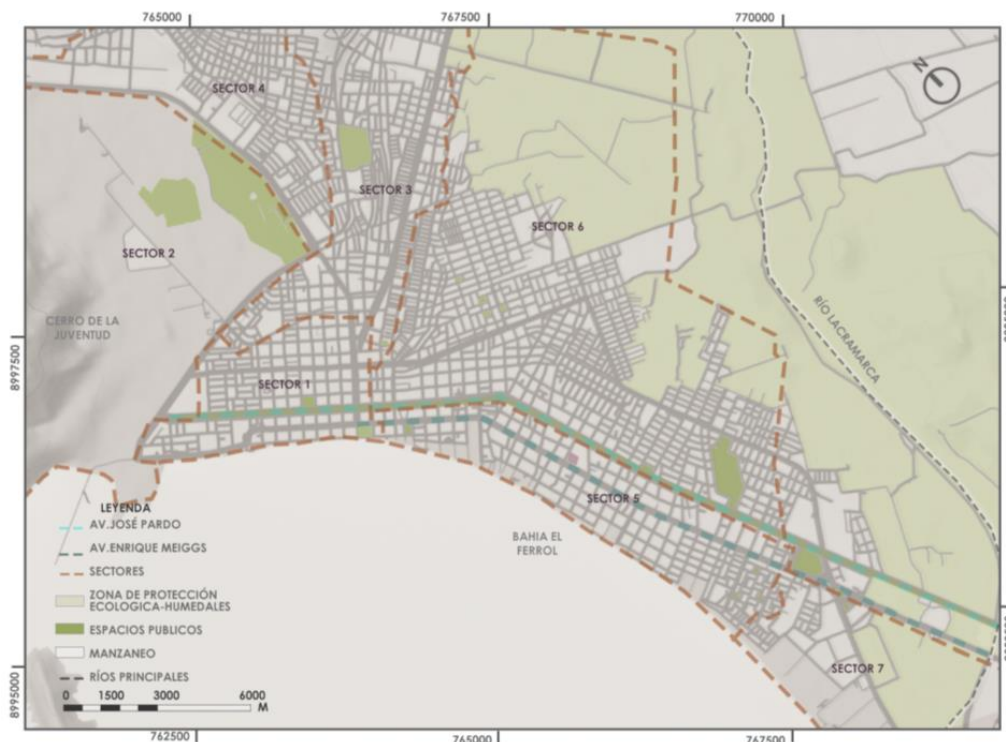 765000
767500
770000
N
SECTOR 4
SECTOR 3
SECTOR 6
SECTOR 2
CERRO DE LA
JUVENTUD
RÍO LACRAMARCA
8997500
SECTOR 1
SECTOR 5
BAHIA EL
FERROL
LEYENDA
AV.JOSÉ PARDO
AV.ENRIQUE MEIGGS
SECTORES
ZONA DE PROTECCIÓN
ECOLOGICA-HUMEDALES
ESPACIOS PUBLICOS
MANZANEO
RÍOS PRINCIPALES
0 1500 3000 6000
M
SECTOR 7
8995000
762500
765000
767500